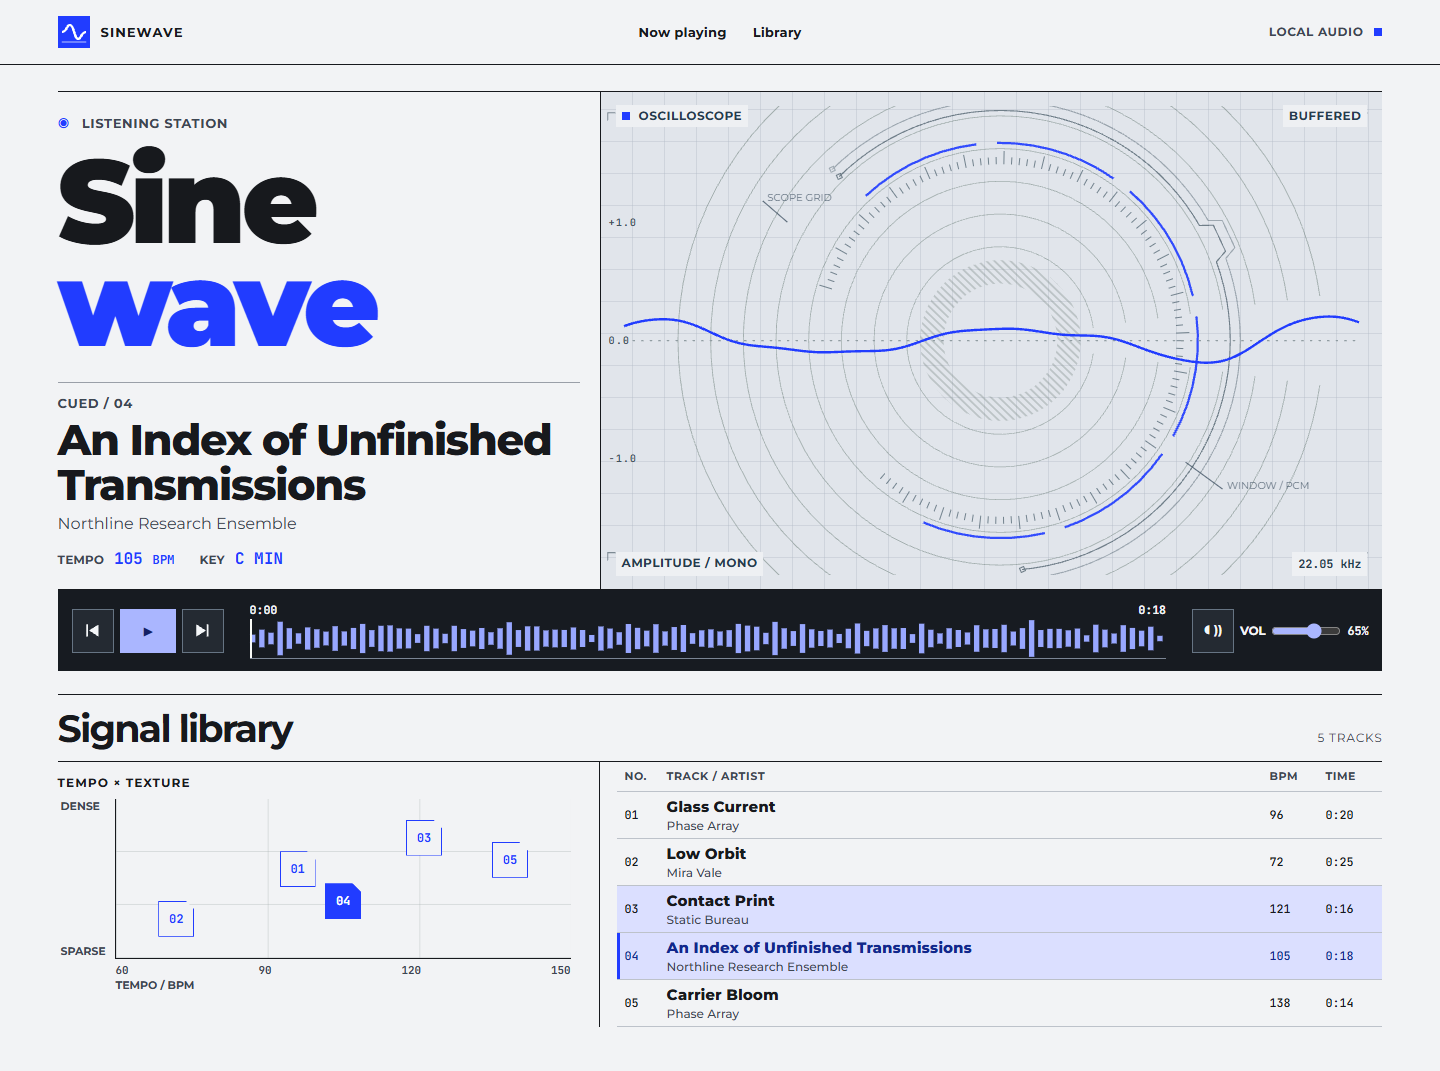 SINEWAVE
Now playing
Library
LOCAL AUDIO
LISTENING STATION
Sine
wave
CUED / 04
An Index of Unfinished
Transmissions
Northline Research Ensemble
TEMPO 105 BPM KEY C MIN
OSCILLOSCOPE
BUFFERED
SCOPE GRID
+1.0
0.0
-1.0
WINDOW / PCM
AMPLITUDE / MONO
22.05 kHz
0:00
0:18
VOL 65%
Signal library
5 TRACKS
TEMPO × TEXTURE
DENSE
03
05
01
04
02
SPARSE
60 90 120 150
TEMPO / BPM
NO. TRACK / ARTIST BPM TIME
01 Glass Current 96 0:20
Phase Array
02 Low Orbit 72 0:25
Mira Vale
03 Contact Print 121 0:16
Static Bureau
04 An Index of Unfinished Transmissions 105 0:18
Northline Research Ensemble
05 Carrier Bloom 138 0:14
Phase Array